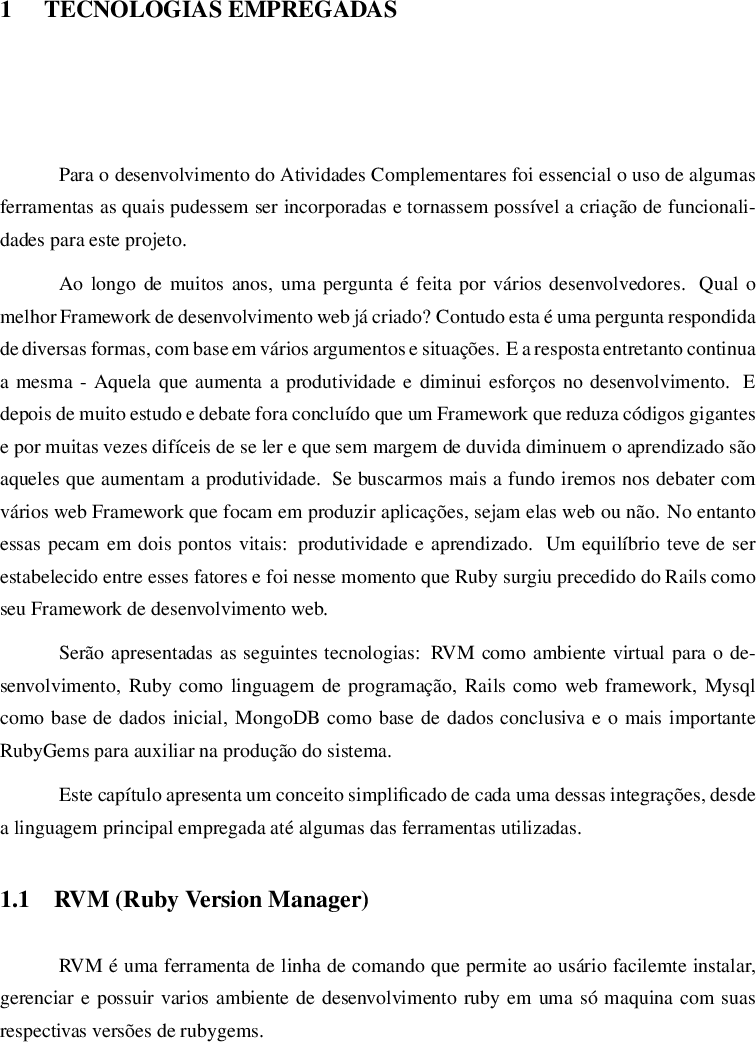 1 TECNOLOGIAS EMPREGADAS
Para o desenvolvimento do Atividades Complementares foi essencial o uso de algumas
ferramentas as quais pudessem ser incorporadas e tornassem possível a criação de funcionali-
dades para este projeto.
Ao longo de muitos anos, uma pergunta é feita por vários desenvolvedores. Qual o
melhor Framework de desenvolvimento web já criado? Contudo esta é uma pergunta respondida
de diversas formas, com base em vários argumentos e situações. E a resposta entretanto continua
a mesma - Aquela que aumenta a produtividade e diminui esforços no desenvolvimento. E
depois de muito estudo e debate fora concluído que um Framework que reduza códigos gigantes
e por muitas vezes difíceis de se ler e que sem margem de duvida diminuem o aprendizado são
aqueles que aumentam a produtividade. Se buscarmos mais a fundo iremos nos debater com
vários web Framework que focam em produzir aplicações, sejam elas web ou não. No entanto
essas pecam em dois pontos vitais: produtividade e aprendizado. Um equilíbrio teve de ser
estabelecido entre esses fatores e foi nesse momento que Ruby surgiu precedido do Rails como
seu Framework de desenvolvimento web.
Serão apresentadas as seguintes tecnologias: RVM como ambiente virtual para o de-
senvolvimento, Ruby como linguagem de programação, Rails como web framework, Mysql
como base de dados inicial, MongoDB como base de dados conclusiva e o mais importante
RubyGems para auxiliar na produção do sistema.
Este capítulo apresenta um conceito simplificado de cada uma dessas integrações, desde
a linguagem principal empregada até algumas das ferramentas utilizadas.
1.1 RVM (Ruby Version Manager)
RVM é uma ferramenta de linha de comando que permite ao usário facilemte instalar,
gerenciar e possuir varios ambiente de desenvolvimento ruby em uma só maquina com suas
respectivas versões de rubygems.